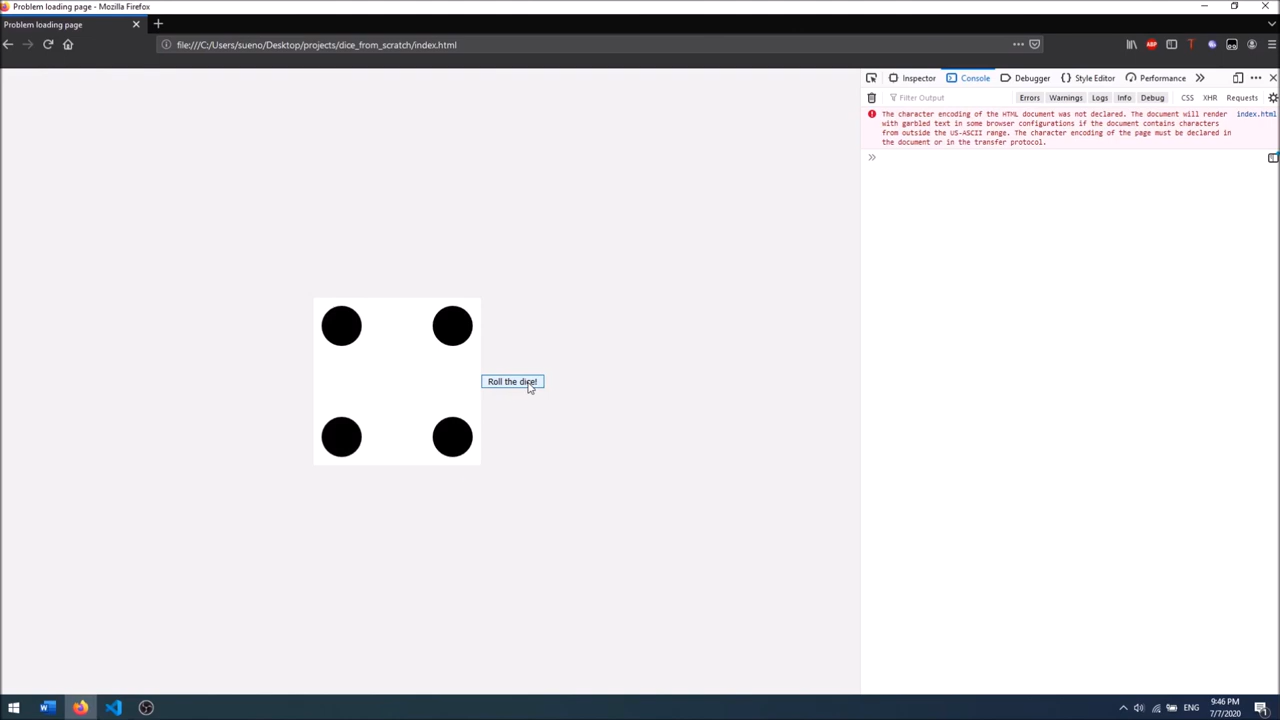 Problem loading page - Mozilla Firefox
Problem loading page
file:///C:/Users/sueno/Desktop/projects/dice_from_scratch/index.html
ABP
T
Inspector
Console
Debugger
Style Editor
Performance
Filter Output
Errors
Warnings
Logs
Info
Debug
CSS
XHR
Requests
The character encoding of the HTML document was not declared. The document will render index.html
with garbled text in some browser configurations if the document contains characters
from outside the US-ASCII range. The character encoding of the page must be declared in
the document or in the transfer protocol.
Roll the dice!
ENG
9:46 PM
7/7/2020
1